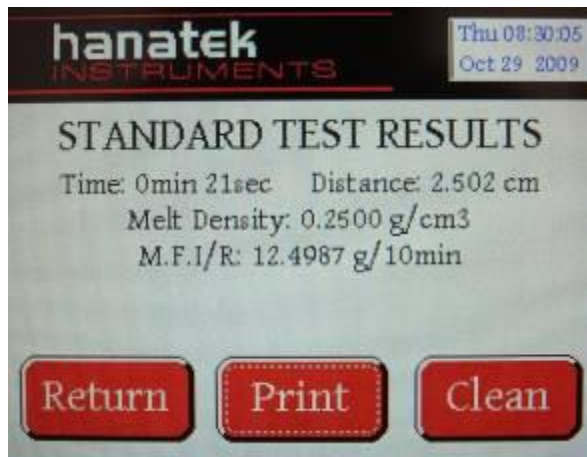 hanatek
INSTRUMENTS
Thu 08:30:05
Oct 29 2009
STANDARD TEST RESULTS
Time: 0min 21sec Distance: 2.502 cm
Melt Density: 0.2500 g/cm3
M.F.I/R: 12.4987 g/10min
Return Print Clean